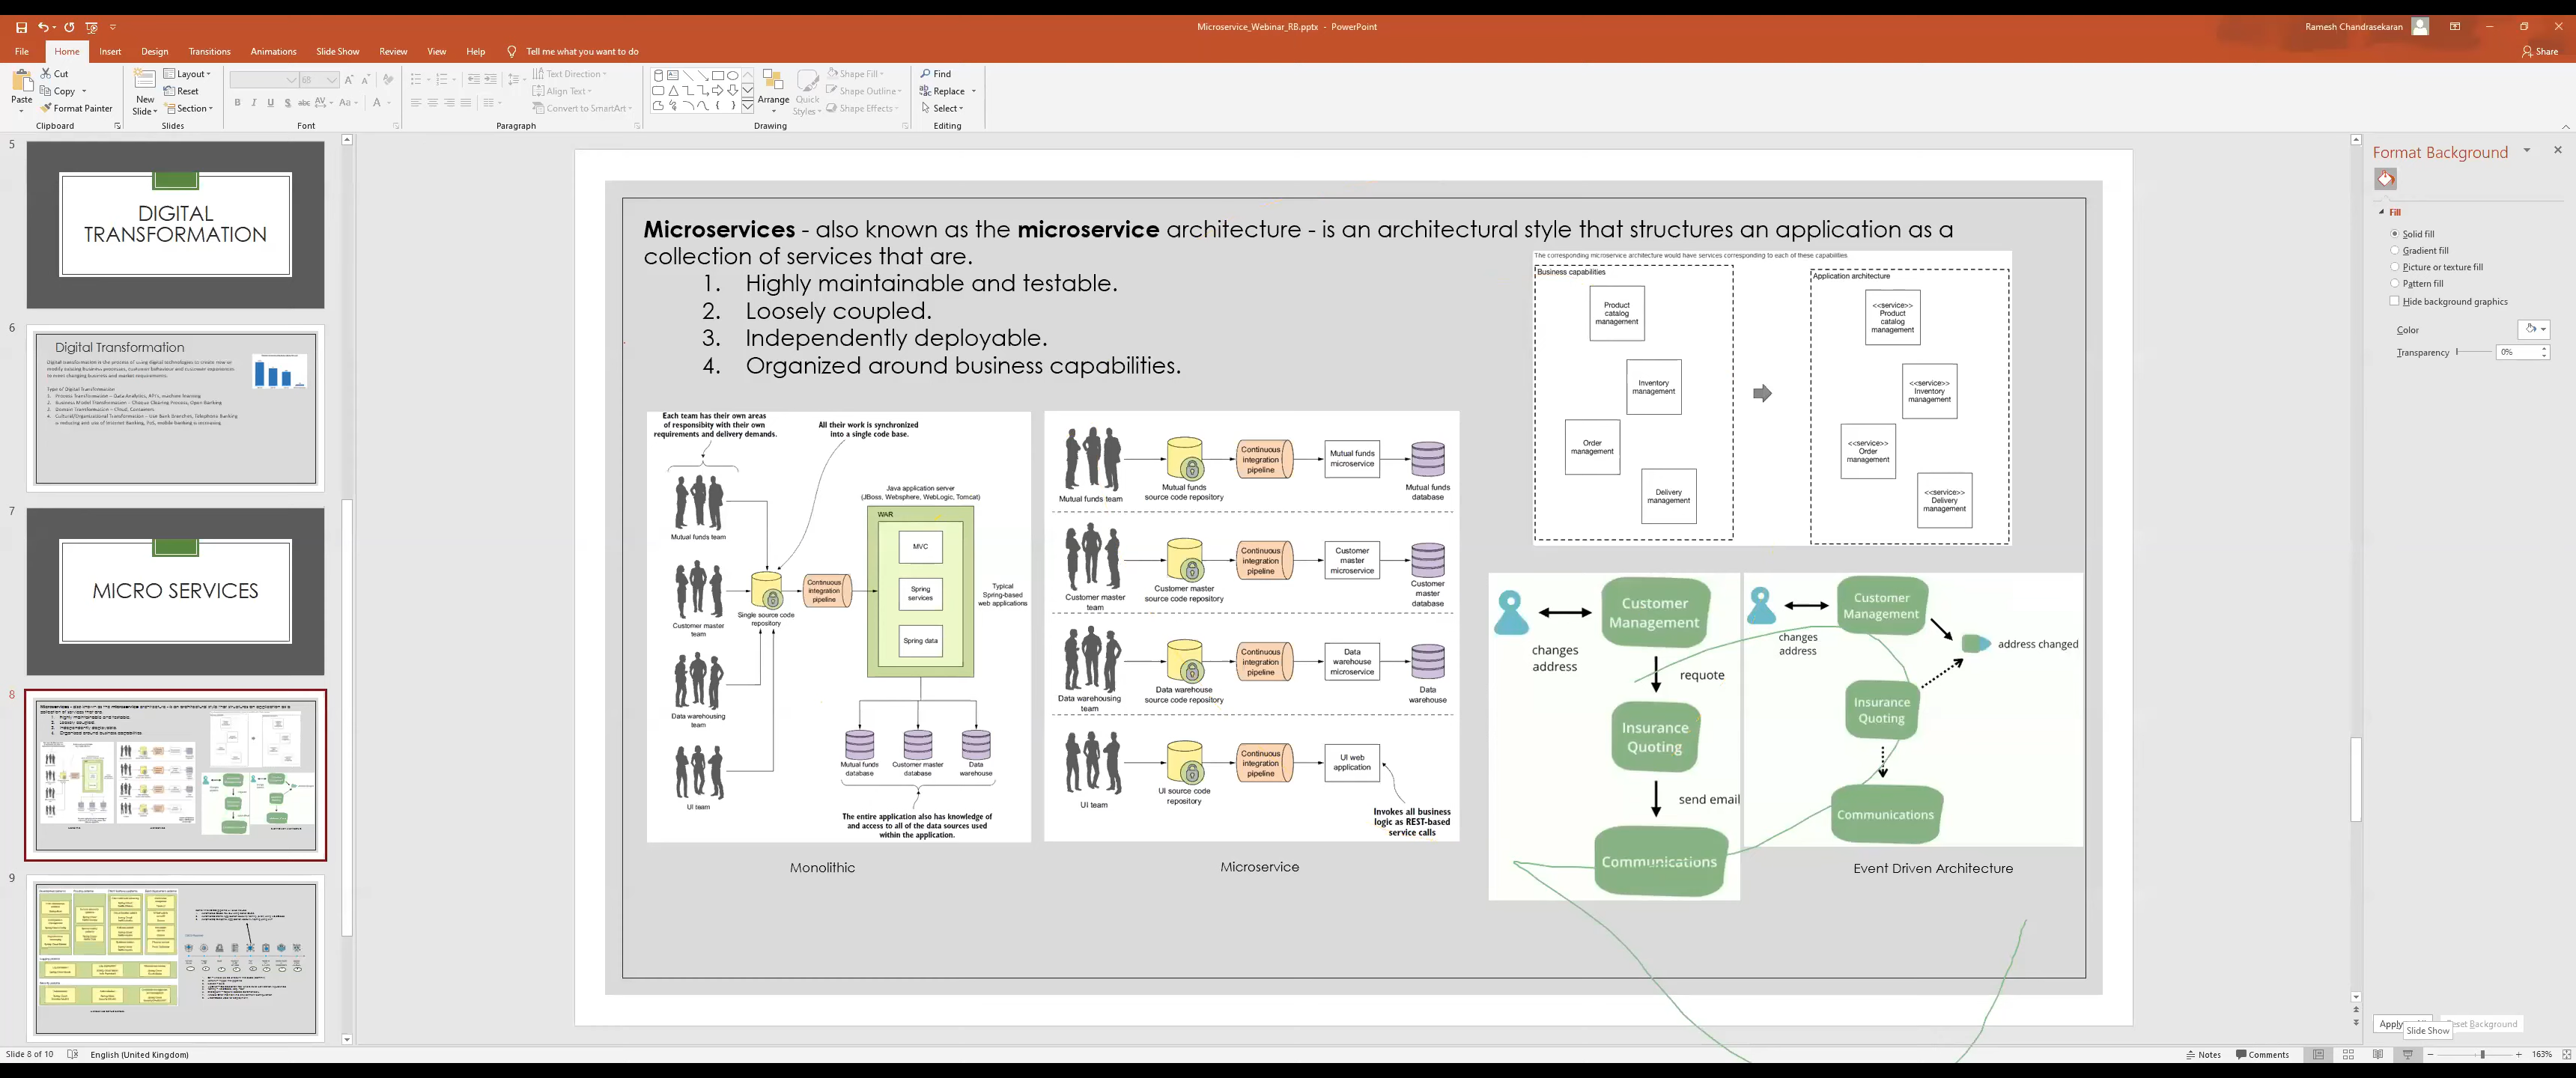 Microservice_Webinar_RB.pptx - PowerPoint
Ramesh Chandrasekaran
File Home Insert Design Transitions Animations Slide Show Review View Help Tell me what you want to do
Share
Paste
Cut
Copy
Format Painter
Clipboard
New
Slide
Layout
Reset
Section
Slides
68
Font
Text Direction
Align Text
Convert to SmartArt
Paragraph
Arrange
Quick
Styles
Shape Fill
Shape Outline
Shape Effects
Drawing
Find
Replace
Select
Editing
5
DIGITAL
TRANSFORMATION
6
Digital Transformation
7
MICRO SERVICES
8
9
Microservices - also known as the microservice architecture - is an architectural style that structures an application as a
collection of services that are.
1. Highly maintainable and testable.
2. Loosely coupled.
3. Independently deployable.
4. Organized around business capabilities.
Each team has their own areas
of responsibity with their own
requirements and delivery demands.
All their work is synchronized
into a single code base.
Mutual funds team
Customer master
team
Data warehousing
team
UI team
Single source code
repository
Continuous
integration
pipeline
Java application server
(JBoss, Websphere, WebLogic, Tomcat)
WAR
MVC
Spring
services
Spring data
Typical
Spring-based
web applications
Mutual funds
database
Customer master
database
Data
warehouse
The entire application also has knowledge of
and access to all of the data sources used
within the application.
Monolithic
Mutual funds team
Mutual funds
source code repository
Continuous
integration
pipeline
Mutual funds
microservice
Mutual funds
database
Customer master
team
Customer master
source code repository
Continuous
integration
pipeline
Customer
master
microservice
Customer
master
database
Data warehousing
team
Data warehouse
source code repository
Continuous
integration
pipeline
Data
warehouse
microservice
Data
warehouse
UI team
UI source code
repository
Continuous
integration
pipeline
UI web
application
Invokes all business
logic as REST-based
service calls
Microservice
The corresponding microservice architecture would have services corresponding to each of these capabilities
Business capabilities
Product
catalog
management
Inventory
management
Order
management
Delivery
management
Application architecture
<<service>>
Product
catalog
management
<<service>>
Inventory
management
<<service>>
Order
management
<<service>>
Delivery
management
Customer
Management
changes
address
requote
Insurance
Quoting
send email
Communications
Customer
Management
changes
address
address changed
Insurance
Quoting
Communications
Event Driven Architecture
Format Background
Fill
Solid fill
Gradient fill
Picture or texture fill
Pattern fill
Hide background graphics
Color
Transparency
0%
Apply
Reset Background
Slide Show
Slide 8 of 10
English (United Kingdom)
Notes
Comments
163%